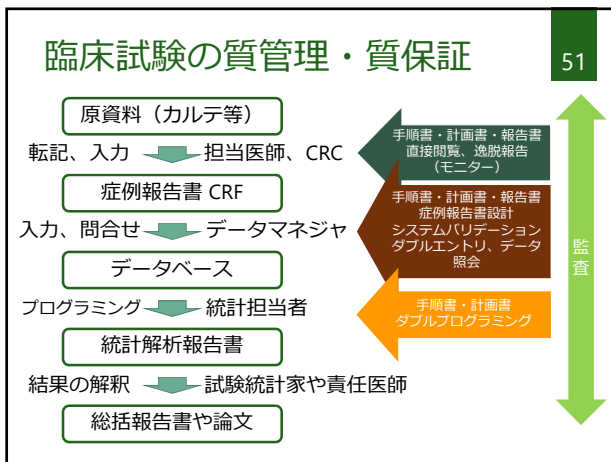 臨床試験の質管理・質保証
51
原資料（カルテ等）
転記、入力
担当医師、CRC
手順書・計画書・報告書
直接閲覧、逸脱報告
（モニター）
症例報告書 CRF
入力、問合せ
データマネジャ
手順書・計画書・報告書
症例報告書設計
システムバリデーション
ダブルエントリ、データ
照会
データベース
プログラミング
統計担当者
手順書・計画書
ダブルプログラミング
統計解析報告書
結果の解釈
試験統計家や責任医師
総括報告書や論文
監査